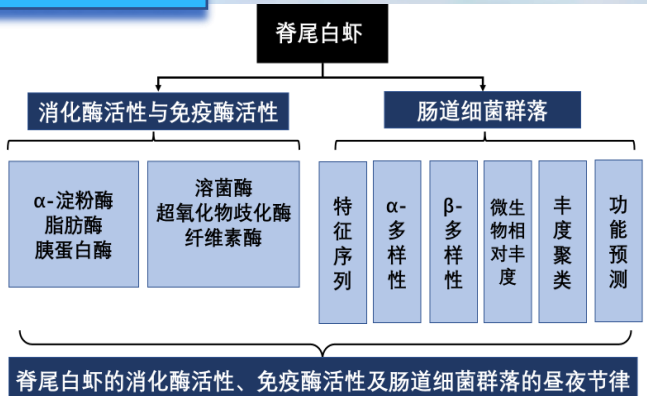 脊尾白虾
消化酶活性与免疫酶活性
肠道细菌群落
α-淀粉酶
脂肪酶
胰蛋白酶
溶菌酶
超氧化物歧化酶
纤维素酶
特征序列
α-多样性
β-多样性
微生物相对丰度
丰度聚类
功能预测
脊尾白虾的消化酶活性、免疫酶活性及肠道细菌群落的昼夜节律